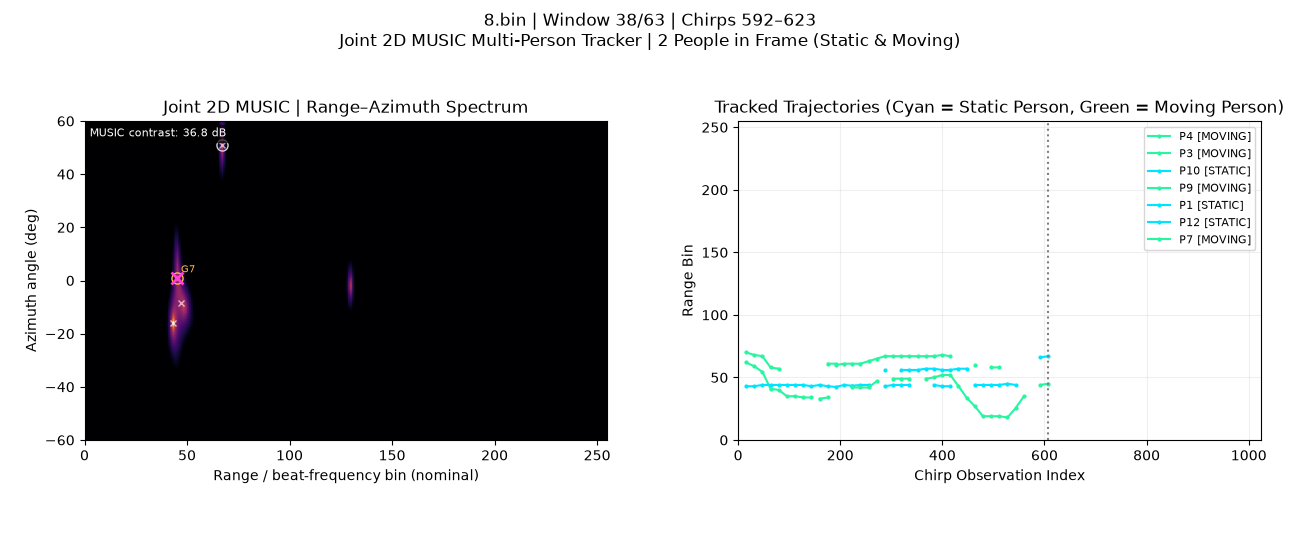 8.bin | Window 38/63 | Chirps 592–623
Joint 2D MUSIC Multi-Person Tracker | 2 People in Frame (Static & Moving)
Joint 2D MUSIC | Range–Azimuth Spectrum
MUSIC contrast: 36.8 dB
G7
60
40
20
0
−20
−40
−60
Azimuth angle (deg)
0
50
100
150
200
250
Range / beat-frequency bin (nominal)
Tracked Trajectories (Cyan = Static Person, Green = Moving Person)
P4 [MOVING]
P3 [MOVING]
P10 [STATIC]
P9 [MOVING]
P1 [STATIC]
P12 [STATIC]
P7 [MOVING]
250
200
150
100
50
0
Range Bin
0
200
400
600
800
1000
Chirp Observation Index